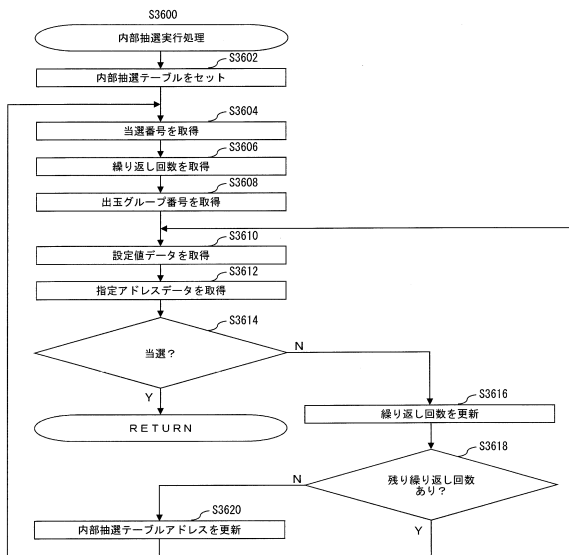 S3600
内部抽選実行処理
S3602
内部抽選テーブルをセット
S3604
当選番号を取得
S3606
繰り返し回数を取得
S3608
出玉グループ番号を取得
S3610
設定値データを取得
S3612
指定アドレスデータを取得
S3614
当選？
N
Y
RETURN
S3616
繰り返し回数を更新
S3618
残り繰り返し回数
あり？
N
Y
S3620
内部抽選テーブルアドレスを更新